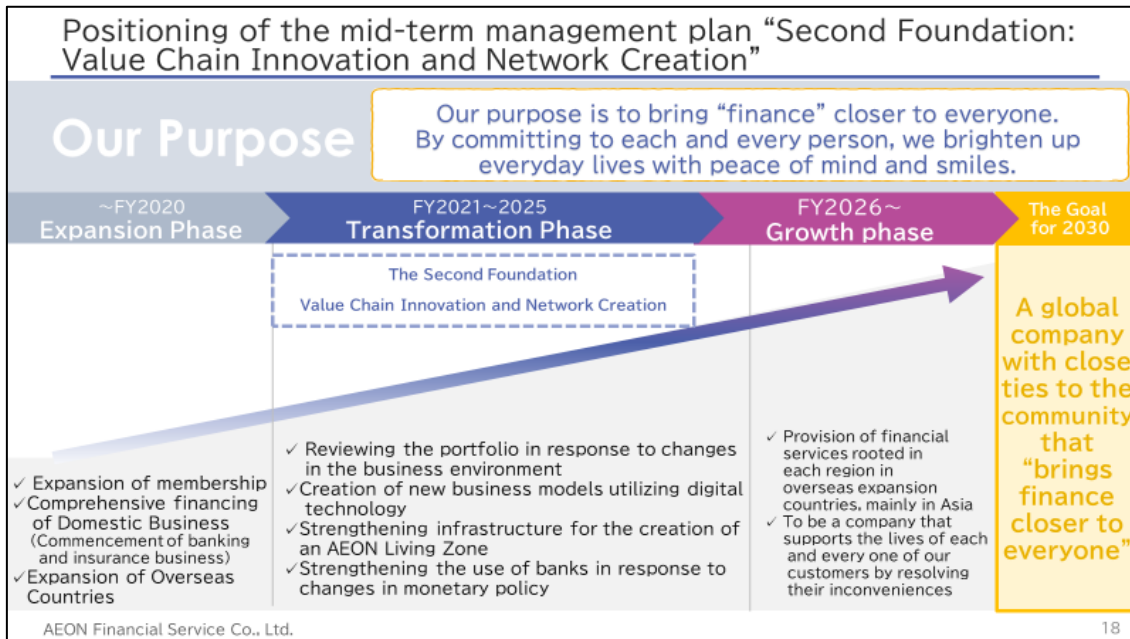 Positioning of the mid-term management plan “Second Foundation:
Value Chain Innovation and Network Creation”
Our Purpose
Our purpose is to bring “finance” closer to everyone.
By committing to each and every person, we brighten up
everyday lives with peace of mind and smiles.
～FY2020
Expansion Phase
FY2021～2025
Transformation Phase
FY2026～
Growth phase
The Goal
for 2030
The Second Foundation
Value Chain Innovation and Network Creation
✓ Expansion of membership
✓Comprehensive financing
of Domestic Business
(Commencement of banking
and insurance business)
✓Expansion of Overseas
Countries
✓ Reviewing the portfolio in response to changes
in the business environment
✓Creation of new business models utilizing digital
technology
✓Strengthening infrastructure for the creation of
an AEON Living Zone
✓Strengthening the use of banks in response to
changes in monetary policy
✓ Provision of financial
services rooted in
each region in
overseas expansion
countries, mainly in Asia
✓ To be a company that
supports the lives of each
and every one of our
customers by resolving
their inconveniences
A global
company
with close
ties to the
community
that
“brings
finance
closer to
everyone”
AEON Financial Service Co., Ltd.
18